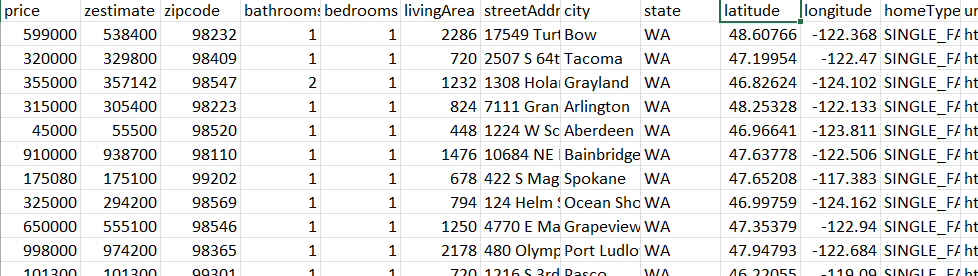 price zestimate zipcode bathrooms bedrooms livingArea streetAddr city state latitude longitude homeType ur
599000 538400 98232 1 1 2286 17549 Turt Bow WA 48.60766 -122.368 SINGLE_FA ht
320000 329800 98409 1 1 720 2507 S 64t Tacoma WA 47.19954 -122.47 SINGLE_FA ht
355000 357142 98547 2 1 1232 1308 Hola Grayland WA 46.82624 -124.102 SINGLE_FA ht
315000 305400 98223 1 1 824 7111 Gran Arlington WA 48.25328 -122.133 SINGLE_FA ht
45000 55500 98520 1 1 448 1224 W Sc Aberdeen WA 46.96641 -123.811 SINGLE_FA ht
910000 938700 98110 1 1 1476 10684 NE Bainbridge WA 47.63778 -122.506 SINGLE_FA ht
175080 175100 99202 1 1 678 422 S Mag Spokane WA 47.65208 -117.383 SINGLE_FA ht
325000 294200 98569 1 1 794 124 Helm S Ocean Sho WA 46.99759 -124.162 SINGLE_FA ht
650000 555100 98546 1 1 1250 4770 E Ma Grapeview WA 47.35379 -122.94 SINGLE_FA ht
998000 974200 98365 1 1 2178 480 Olymp Port Ludlo WA 47.94793 -122.684 SINGLE_FA ht
101300 101300 99301 1 1 720 1216 S 3rd Pasco WA 46.22055 -119.09 SINGLE_FA ht